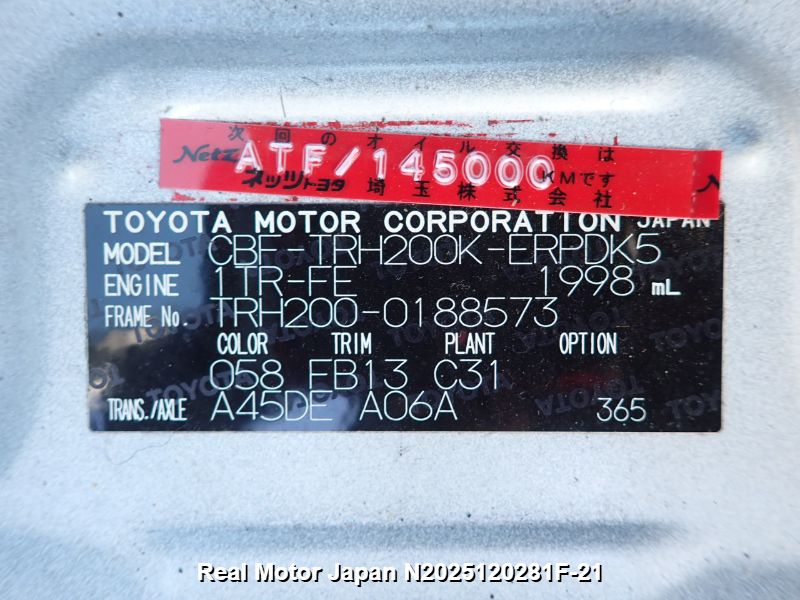 次回のオイル交換は
Netz ATF/145000 KMです
ネッツトヨタ埼玉株式会社
TOYOTA MOTOR CORPORATION JAPAN
MODEL CBF-TRH200K-ERPDK5
ENGINE 1TR-FE 1998 mL
FRAME No. TRH200-0188573
COLOR TRIM PLANT OPTION
058 FB13 C31
TRANS./AXLE A45DE A06A 365
Real Motor Japan N2025120281F-21